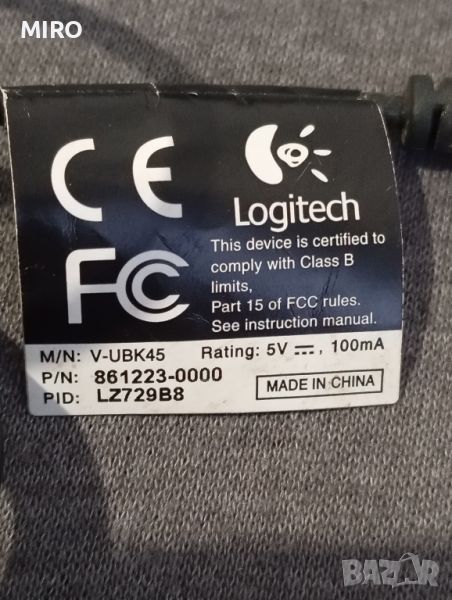 MIRO
CE
FC
Logitech
This device is certified to
comply with Class B
limits,
Part 15 of FCC rules.
See instruction manual.
M/N: V-UBK45 Rating: 5V ⎓, 100mA
P/N: 861223-0000
PID: LZ729B8
MADE IN CHINA
BAZAR